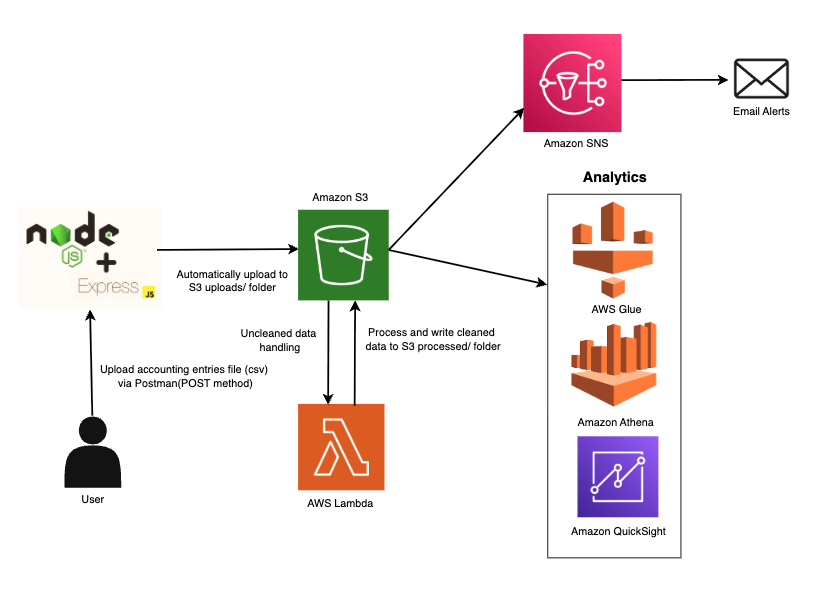 Amazon SNS
Email Alerts
Analytics
Amazon S3
node
JS
+
Express
JS
Automatically upload to
S3 uploads/ folder
AWS Glue
Uncleaned data
handling
Process and write cleaned
data to S3 processed/ folder
Upload accounting entries file (csv)
via Postman(POST method)
Amazon Athena
User
AWS Lambda
Amazon QuickSight